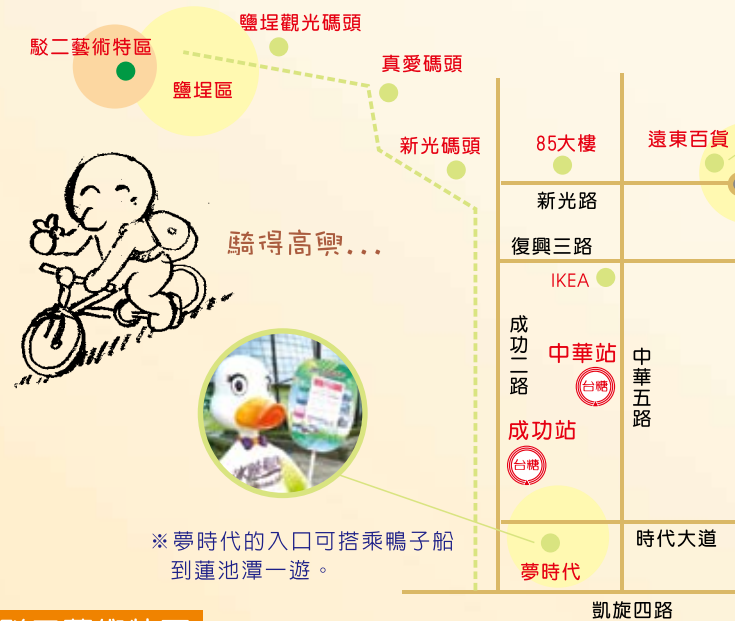 鹽埕觀光碼頭
駁二藝術特區
真愛碼頭
鹽埕區
新光碼頭
85大樓
遠東百貨
新光路
騎得高興...
復興三路
IKEA
成功二路
中華站
中華五路
台糖
成功站
台糖
※夢時代的入口可搭乘鴨子船
到蓮池潭一遊。
時代大道
夢時代
凱旋四路